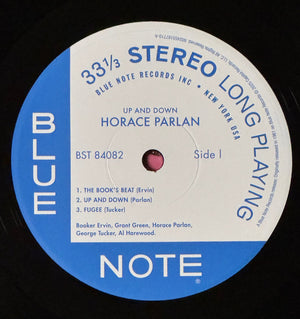 33 1/3 STEREO LONG PLAYING
BLUE NOTE RECORDS INC • NEW YORK USA
UP AND DOWN
HORACE PARLAN
BST 84082
Side 1
1. THE BOOK'S BEAT (Ervin)
2. UP AND DOWN (Parlan)
3. FUGEE (Tucker)
Booker Ervin, Grant Green, Horace Parlan,
George Tucker, Al Harewood.
BLUE
NOTE
®